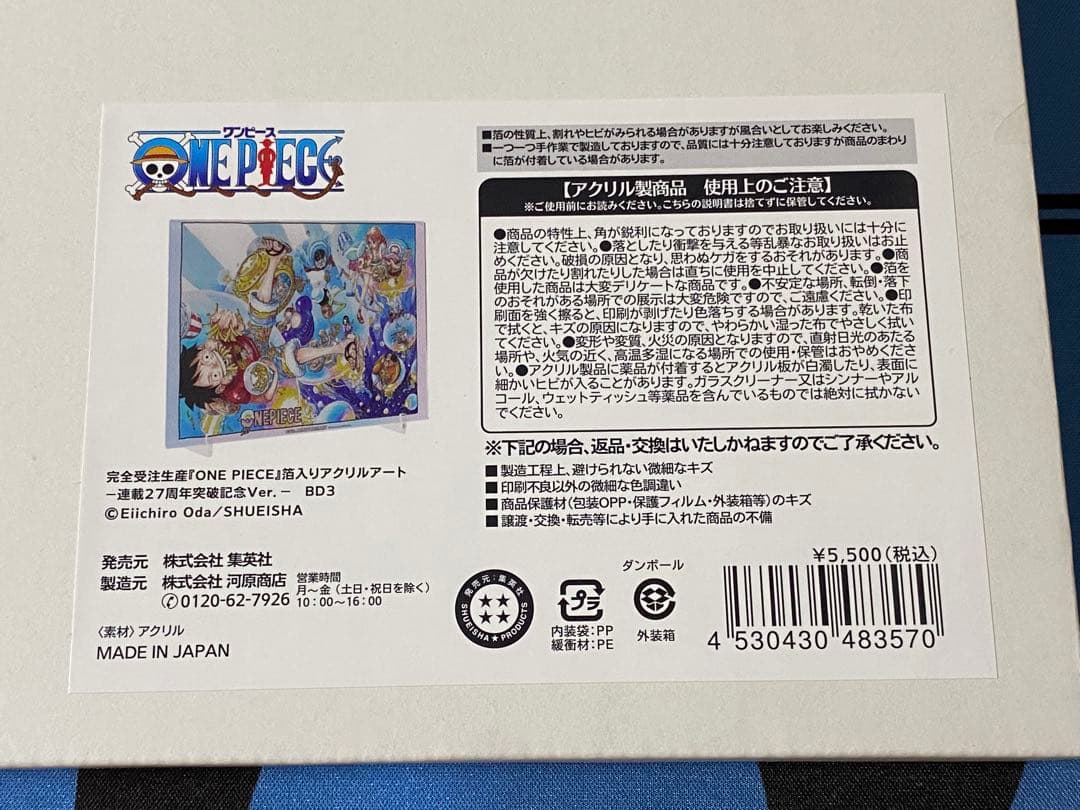 ワンピース
ONE PIECE
ONE PIECE
完全受注生産『ONE PIECE』箔入りアクリルアート
－連載27周年突破記念Ver.－ BD3
©Eiichiro Oda/SHUEISHA
発売元 株式会社 集英社
製造元 株式会社 河原商店
✆0120-62-7926
営業時間
月～金（土日・祝日を除く）
10：00～16：00
〈素材〉アクリル
MADE IN JAPAN
■箔の性質上、割れやヒビがみられる場合がありますが風合いとしてお楽しみください。
■一つ一つ手作業で製造しておりますので、品質には十分注意しておりますが商品のまわり
に箔が付着している場合があります。
【アクリル製商品 使用上のご注意】
※ご使用前にお読みください。こちらの説明書は捨てずに保管してください。
●商品の特性上、角が鋭利になっておりますのでお取り扱いには十分に
注意してください。●落としたり衝撃を与える等乱暴なお取り扱いはお止
めください。破損の原因となり、思わぬケガをするおそれがあります。●商
品が欠けたり割れたりした場合は直ちに使用を中止してください。●箔を
使用した商品は大変デリケートな商品です。●不安定な場所、転倒・落下
のおそれがある場所での展示は大変危険ですので、ご遠慮ください。●印
刷面を強く擦ると、印刷が剥げたり色落ちする場合があります。乾いた布
で拭くと、キズの原因になりますので、やわらかい湿った布でやさしく拭い
てください。●変形や変質、火災の原因となりますので、直射日光のあたる
場所や、火気の近く、高温多湿になる場所での使用・保管はおやめくださ
い。●アクリル製品に薬品が付着するとアクリル板が白濁したり、表面に
細かいヒビが入ることがあります。ガラスクリーナー又はシンナーやアル
コール、ウェットティッシュ等薬品を含んでいるものでは絶対に拭かない
でください。
※下記の場合、返品・交換はいたしかねますのでご了承ください。
■製造工程上、避けられない微細なキズ
■印刷不良以外の微細な色調違い
■商品保護材（包装OPP・保護フィルム・外装箱等）のキズ
■譲渡・交換・転売等により手に入れた商品の不備
発売元：集英社
SHUEISHA★PRODUCTS
プラ
内装袋：PP
緩衝材：PE
ダンボール
外装箱
¥5,500（税込）
4 530430 483570